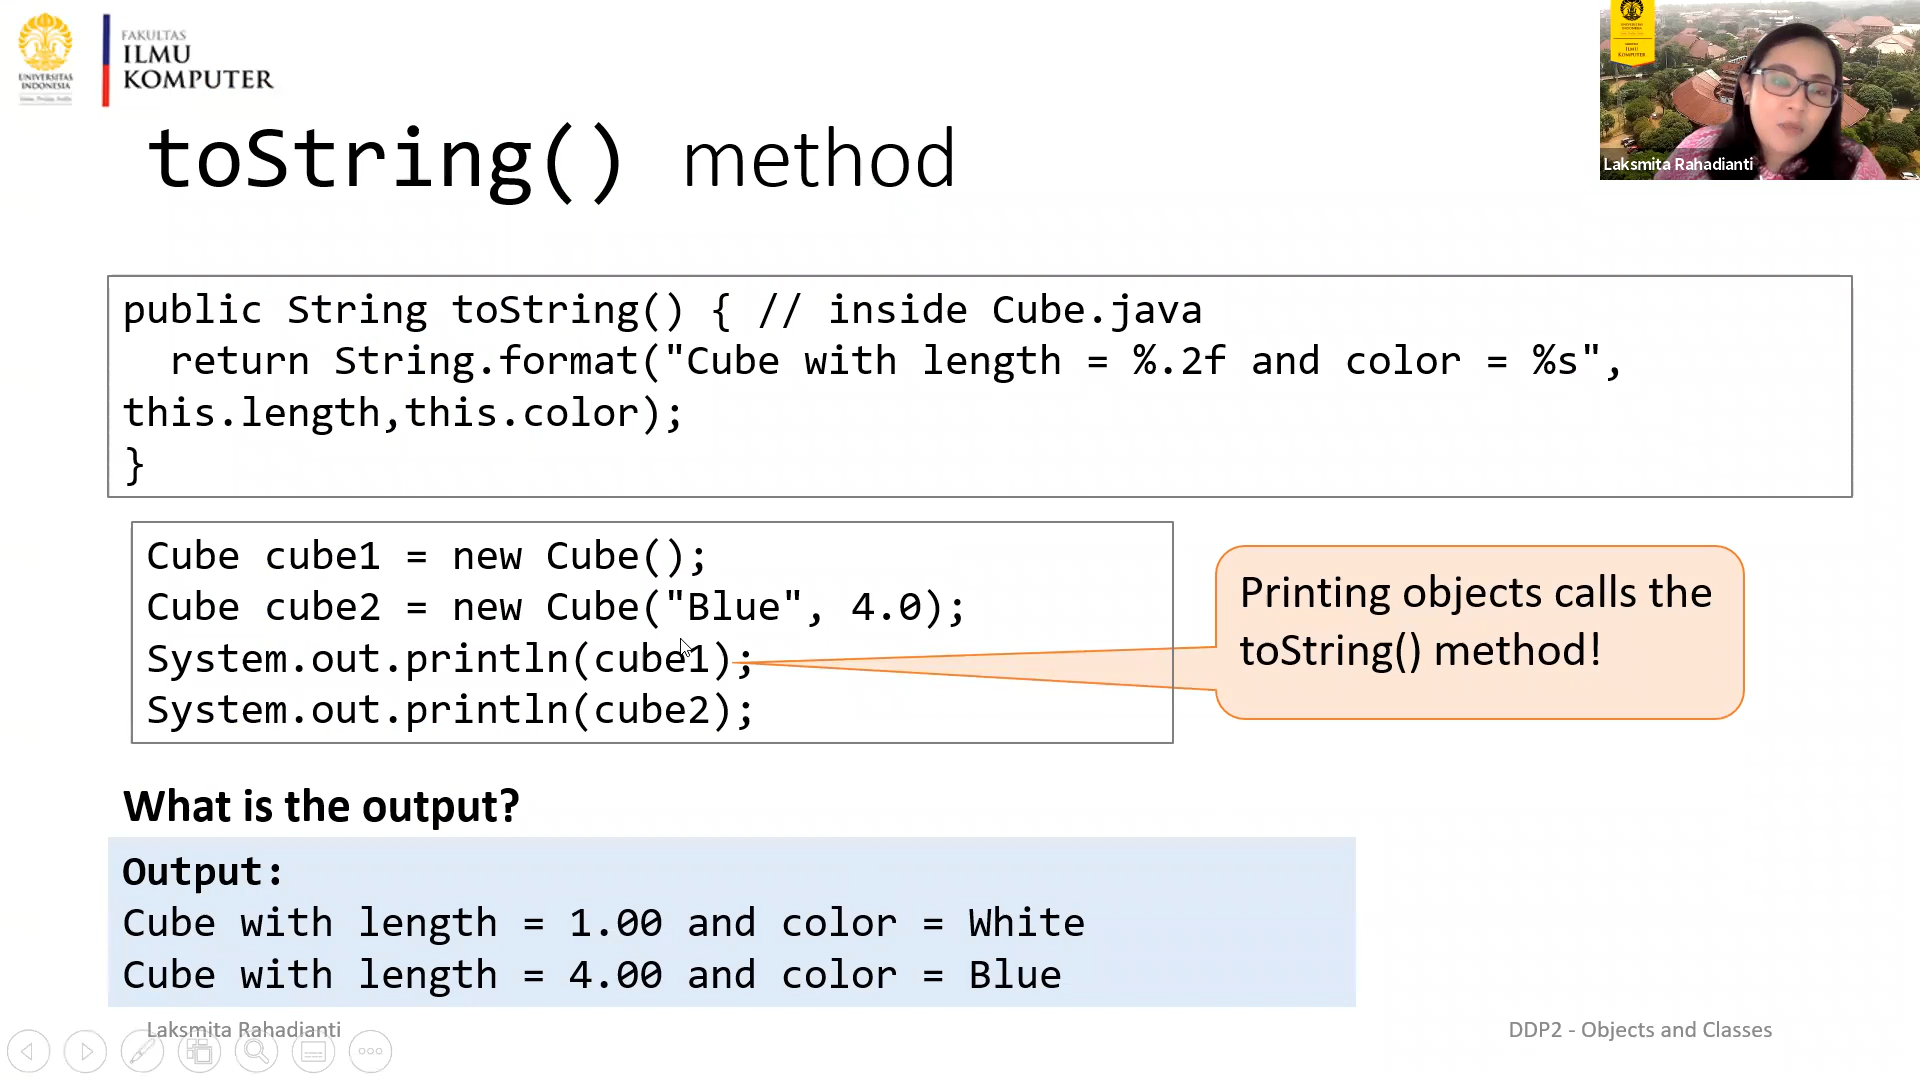 UNIVERSITAS
INDONESIA
FAKULTAS
ILMU
KOMPUTER
Laksmita Rahadianti
toString() method
public String toString() { // inside Cube.java
return String.format("Cube with length = %.2f and color = %s",
this.length,this.color);
}
Cube cube1 = new Cube();
Cube cube2 = new Cube("Blue", 4.0);
System.out.println(cube1);
System.out.println(cube2);
Printing objects calls the
toString() method!
What is the output?
Output:
Cube with length = 1.00 and color = White
Cube with length = 4.00 and color = Blue
Laksmita Rahadianti
DDP2 - Objects and Classes